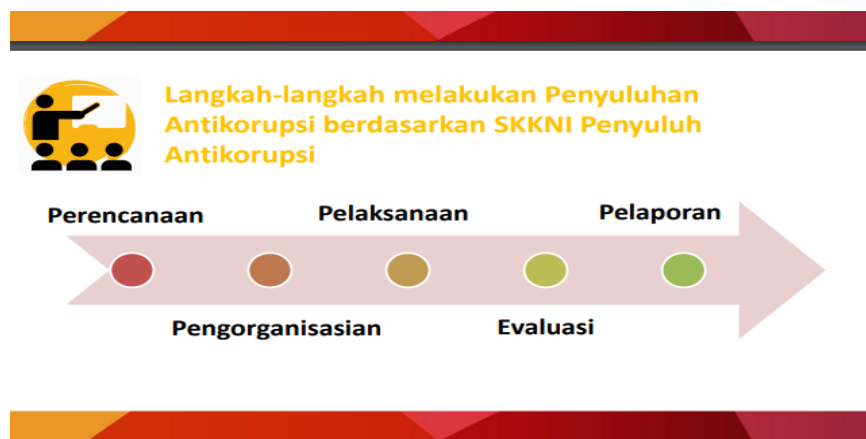 Langkah-langkah melakukan Penyuluhan
Antikorupsi berdasarkan SKKNI Penyuluh
Antikorupsi
Perencanaan
Pengorganisasian
Pelaksanaan
Evaluasi
Pelaporan